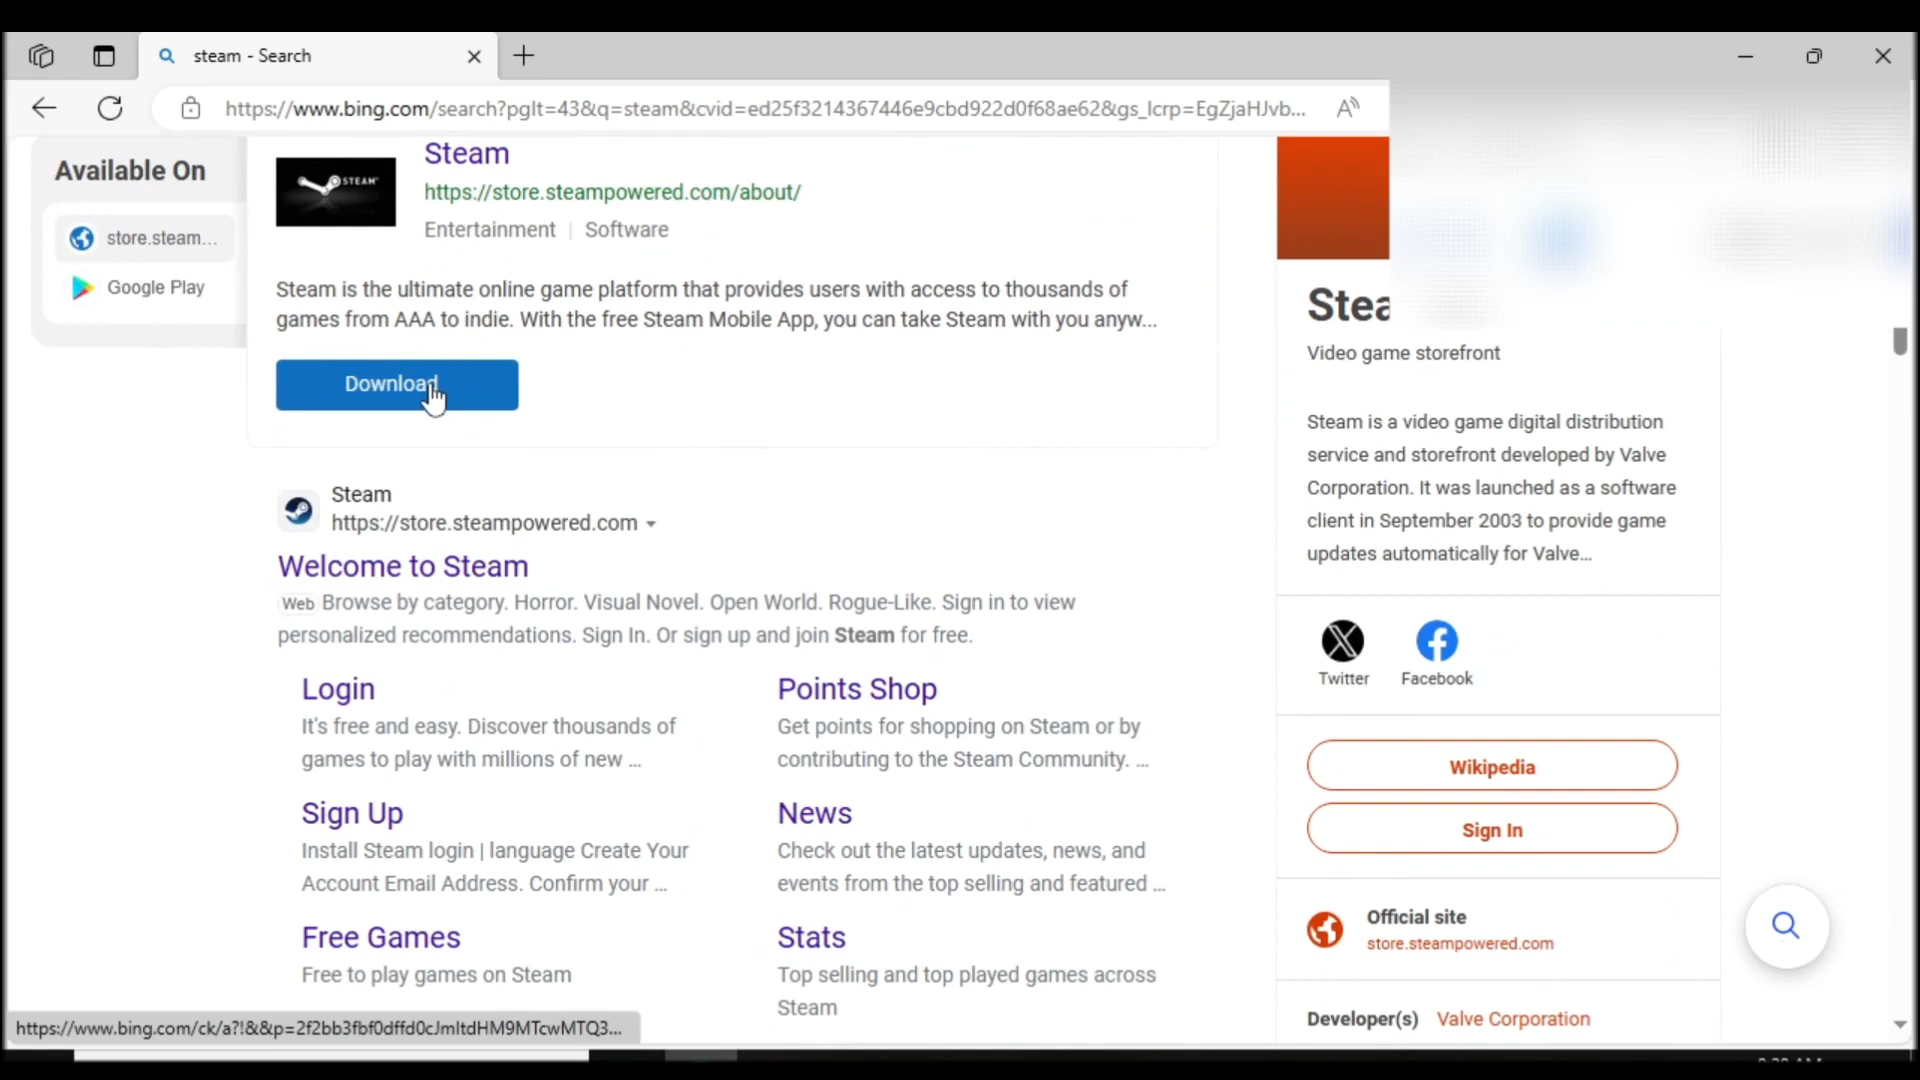 steam - Search
https://www.bing.com/search?pglt=43&q=steam&cvid=ed25f3214367446e9cbd922d0f68ae62&gs_lcrp=EgZjaHJvb...
Available On
store.steam...
Google Play
STEAM
Steam
https://store.steampowered.com/about/
Entertainment | Software
Steam is the ultimate online game platform that provides users with access to thousands of
games from AAA to indie. With the free Steam Mobile App, you can take Steam with you anyw...
Download
Steam
https://store.steampowered.com
Welcome to Steam
Web Browse by category. Horror. Visual Novel. Open World. Rogue-Like. Sign in to view
personalized recommendations. Sign In. Or sign up and join Steam for free.
Login
It's free and easy. Discover thousands of
games to play with millions of new ...
Points Shop
Get points for shopping on Steam or by
contributing to the Steam Community. ...
Sign Up
Install Steam login | language Create Your
Account Email Address. Confirm your ...
News
Check out the latest updates, news, and
events from the top selling and featured ...
Free Games
Free to play games on Steam
Stats
Top selling and top played games across
Steam
Stea
Video game storefront
Steam is a video game digital distribution
service and storefront developed by Valve
Corporation. It was launched as a software
client in September 2003 to provide game
updates automatically for Valve...
Twitter
Facebook
Wikipedia
Sign In
Official site
store.steampowered.com
Developer(s) Valve Corporation
https://www.bing.com/ck/a?!&&p=2f2bb3fbf0dffd0cJmltdHM9MTcwMTQ3...